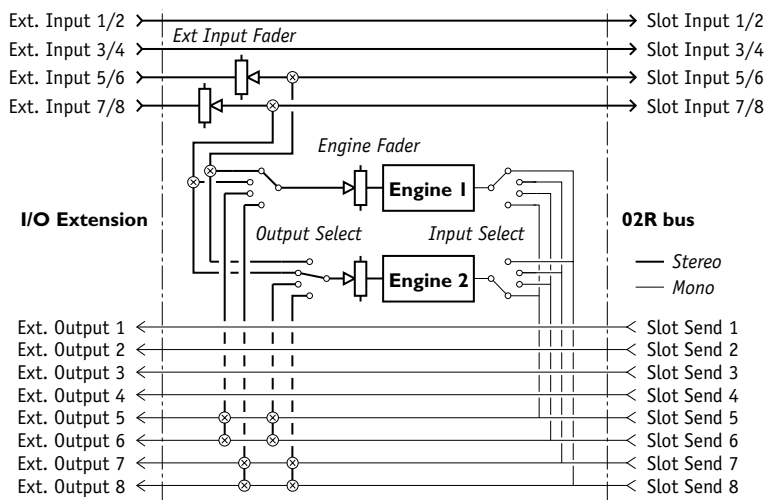 Ext. Input 1/2
Slot Input 1/2
Ext Input Fader
Ext. Input 3/4
Slot Input 3/4
Ext. Input 5/6
Slot Input 5/6
Ext. Input 7/8
Slot Input 7/8
Engine Fader
Engine 1
I/O Extension
02R bus
Output Select
Input Select
Stereo
Engine 2
Mono
Ext. Output 1
Slot Send 1
Ext. Output 2
Slot Send 2
Ext. Output 3
Slot Send 3
Ext. Output 4
Slot Send 4
Ext. Output 5
Slot Send 5
Ext. Output 6
Slot Send 6
Ext. Output 7
Slot Send 7
Ext. Output 8
Slot Send 8